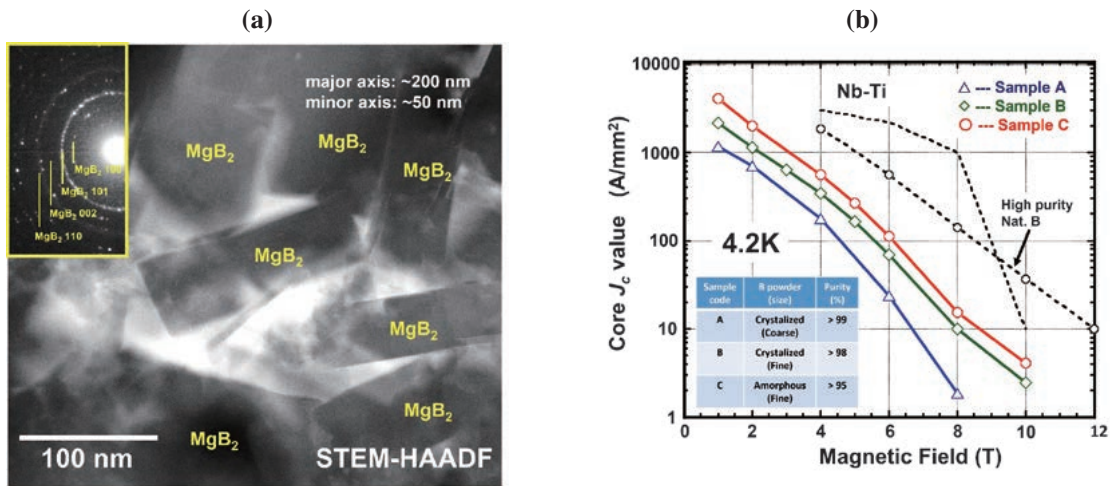 (a)
major axis: ~200 nm
minor axis: ~50 nm
MgB2
MgB2
MgB2
MgB2 100
MgB2 101
MgB2 002
MgB2 110
MgB2
MgB2
MgB2
MgB2
100 nm
STEM-HAADF
(b)
10000
1000
100
10
1
Core Jc value (A/mm²)
Nb-Ti
Sample A
Sample B
Sample C
High purity
Nat. B
4.2K
Sample code B powder (size) Purity (%)
A Crystalized (Coarse) > 99
B Crystalized (Fine) > 98
C Amorphous (Fine) > 95
0 2 4 6 8 10 12
Magnetic Field (T)